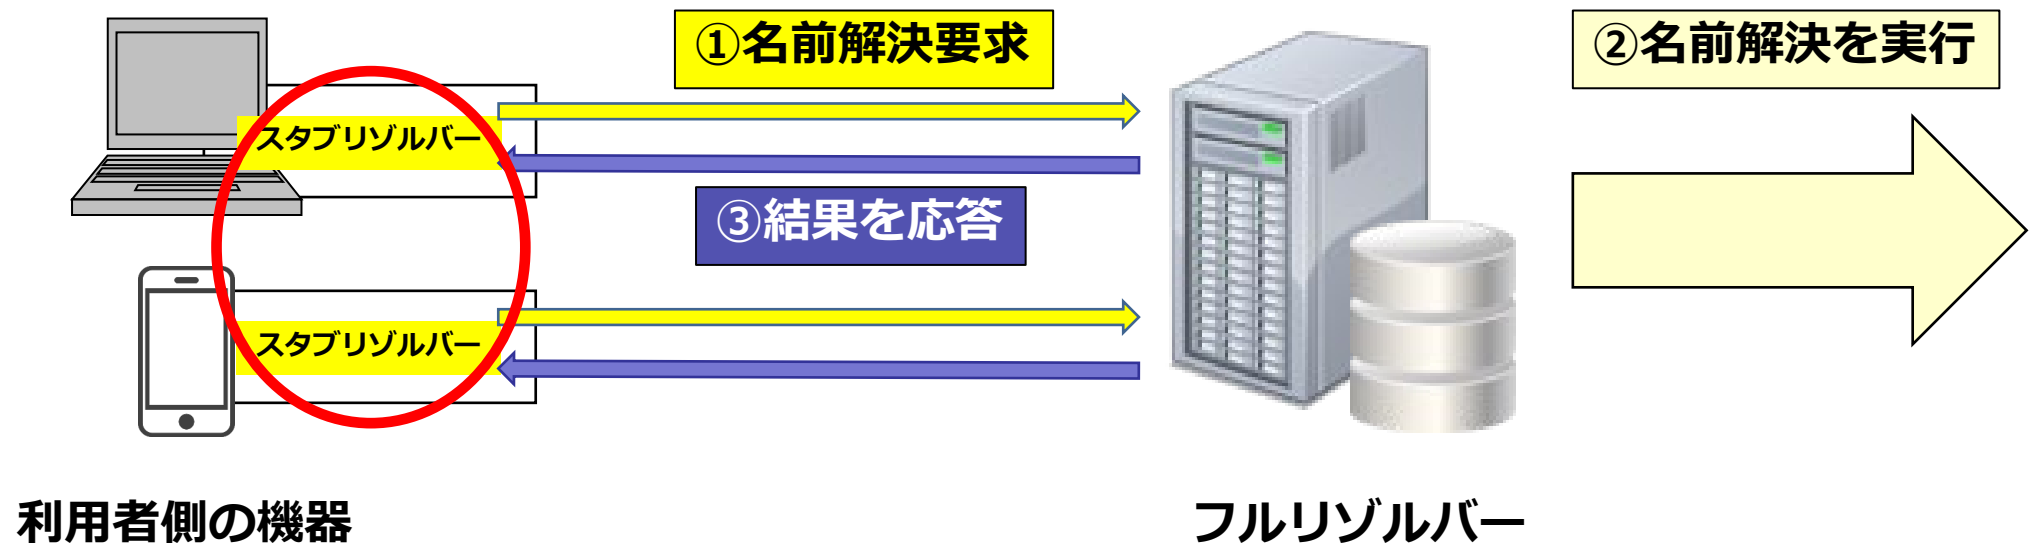 ①名前解決要求
②名前解決を実行
スタブリゾルバー
③結果を応答
スタブリゾルバー
利用者側の機器
フルリゾルバー